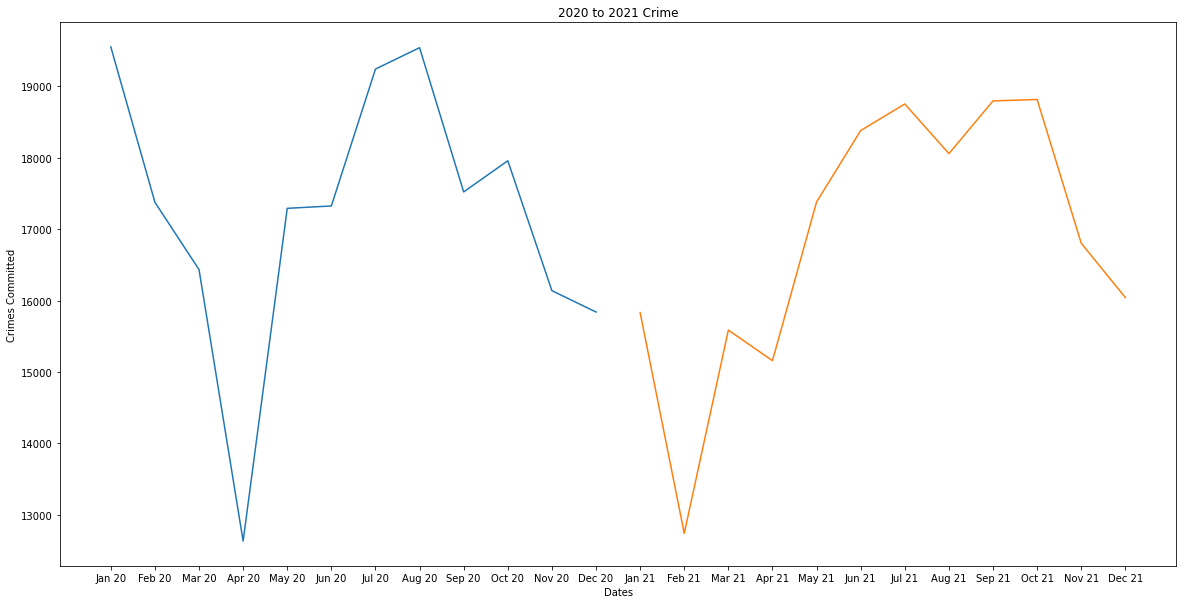 2020 to 2021 Crime
Crimes Committed
19000
18000
17000
16000
15000
14000
13000
Jan 20 Feb 20 Mar 20 Apr 20 May 20 Jun 20 Jul 20 Aug 20 Sep 20 Oct 20 Nov 20 Dec 20 Jan 21 Feb 21 Mar 21 Apr 21 May 21 Jun 21 Jul 21 Aug 21 Sep 21 Oct 21 Nov 21 Dec 21
Dates